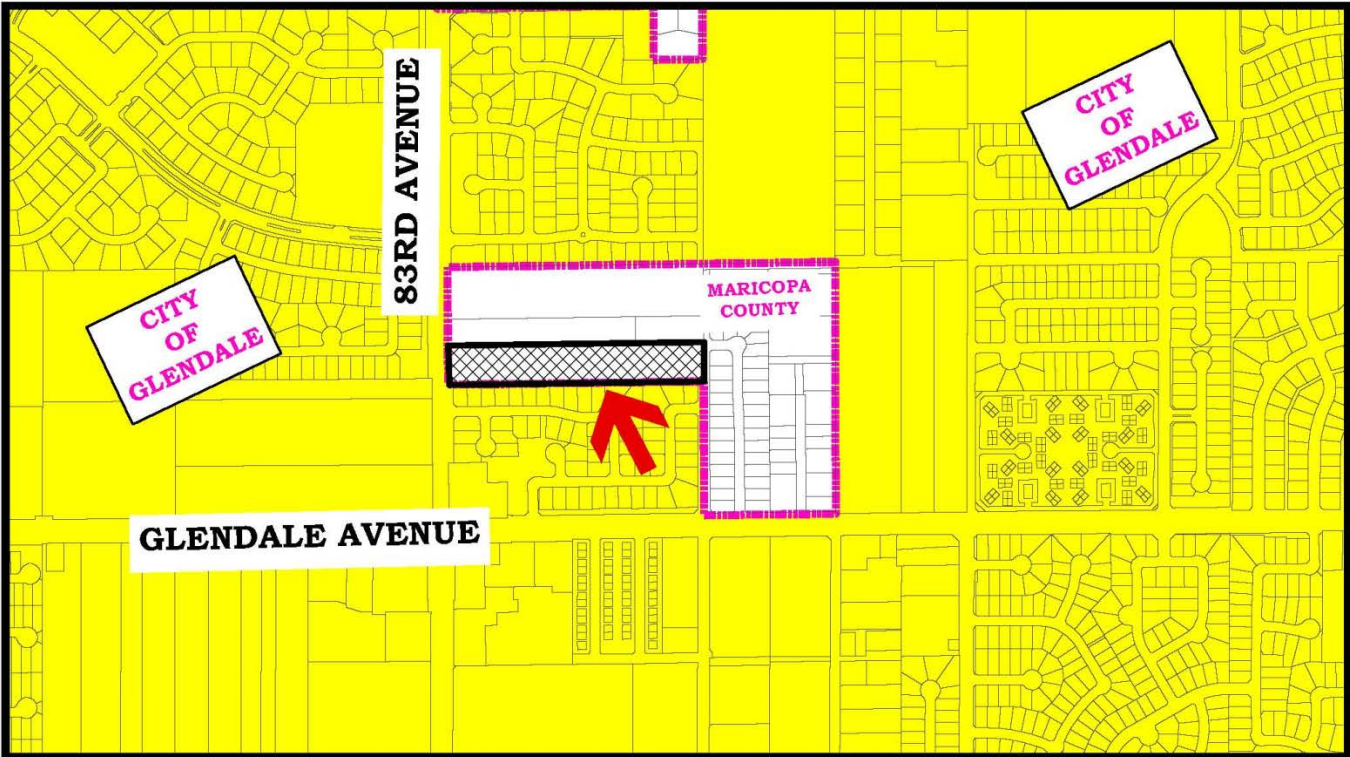 83RD AVENUE
CITY
OF
GLENDALE
CITY
OF
GLENDALE
MARICOPA
COUNTY
GLENDALE AVENUE